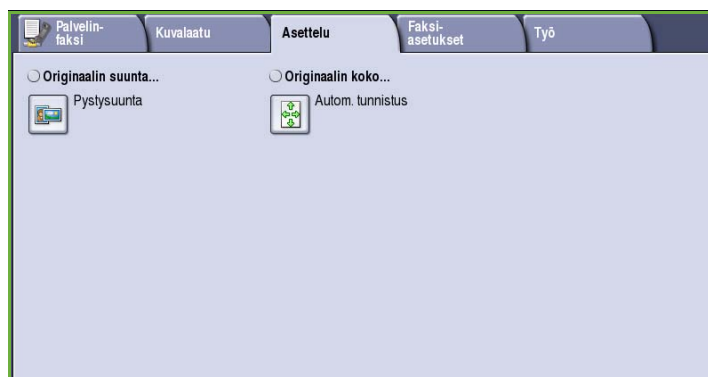 Palvelin-
faksi
Kuvalaatu
Asettelu
Faksi-
asetukset
Työ
Originaalin suunta...
Originaalin koko...
Pystysuunta
Autom. tunnistus